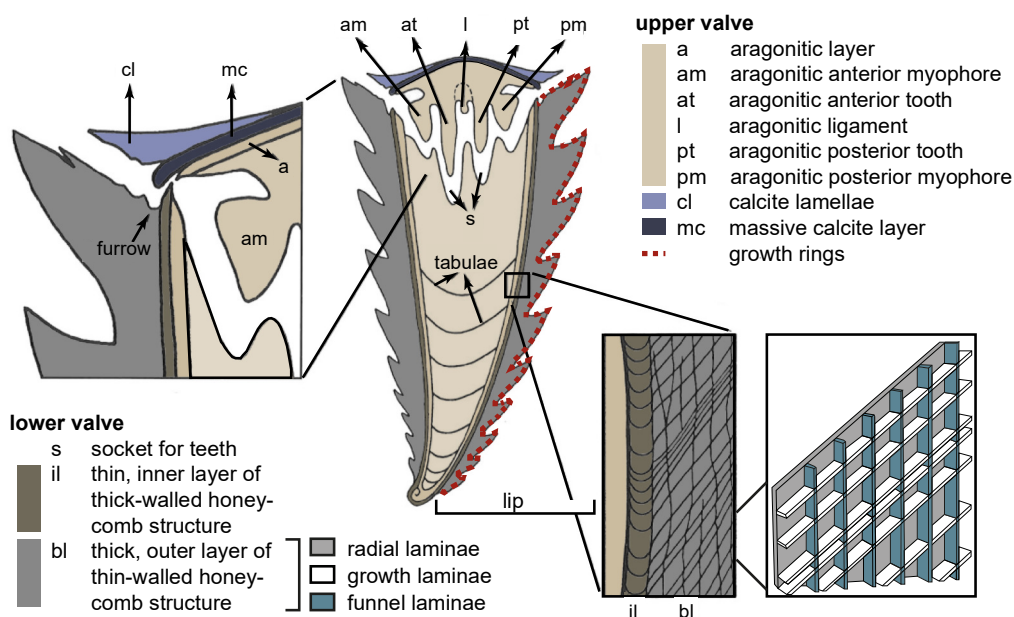 am at l pt pm
cl mc
a
furrow
am
s
tabulae
lip
il bl
upper valve
a aragonitic layer
am aragonitic anterior myophore
at aragonitic anterior tooth
l aragonitic ligament
pt aragonitic posterior tooth
pm aragonitic posterior myophore
cl calcite lamellae
mc massive calcite layer
growth rings
lower valve
s socket for teeth
il thin, inner layer of
thick-walled honey-
comb structure
bl thick, outer layer of
thin-walled honey-
comb structure
radial laminae
growth laminae
funnel laminae